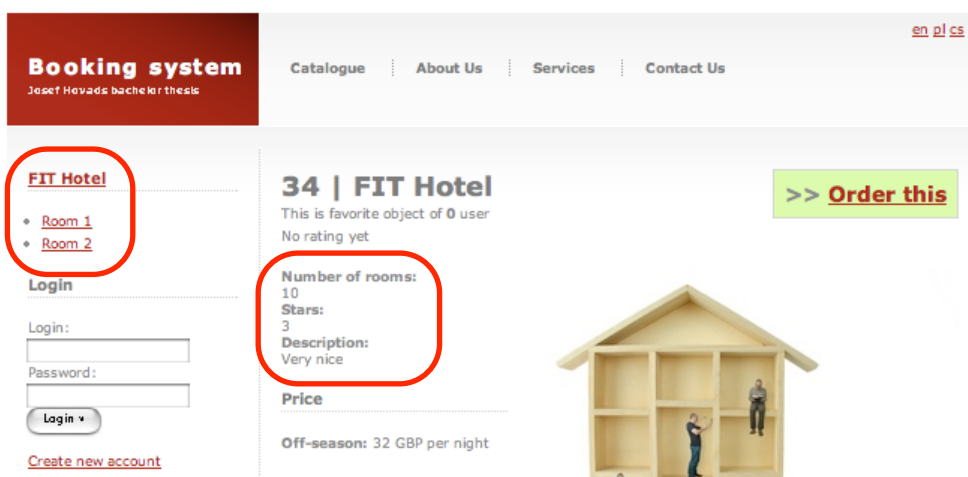 en pl cs
Booking system
Josef Havads bachelor thesis
Catalogue
About Us
Services
Contact Us
FIT Hotel
Room 1
Room 2
Login
Login:
Password:
Login
Create new account
34 | FIT Hotel
This is favorite object of 0 user
No rating yet
>> Order this
Number of rooms:
10
Stars:
3
Description:
Very nice
Price
Off-season: 32 GBP per night